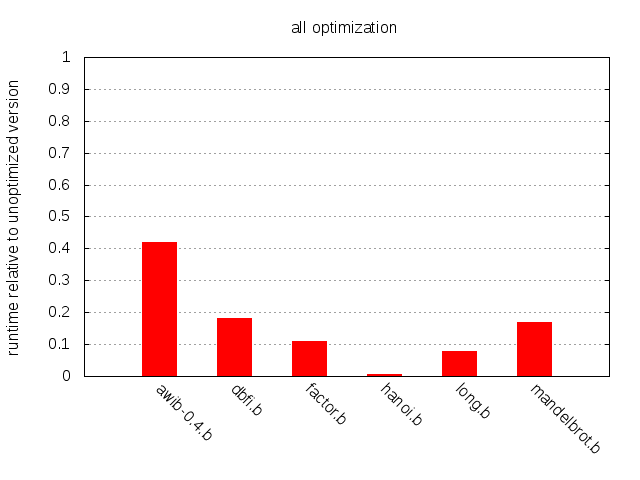 all optimization
runtime relative to unoptimized version
1
0.9
0.8
0.7
0.6
0.5
0.4
0.3
0.2
0.1
0
awib-0.4.b
dbfi.b
factor.b
hanoi.b
long.b
mandelbrot.b